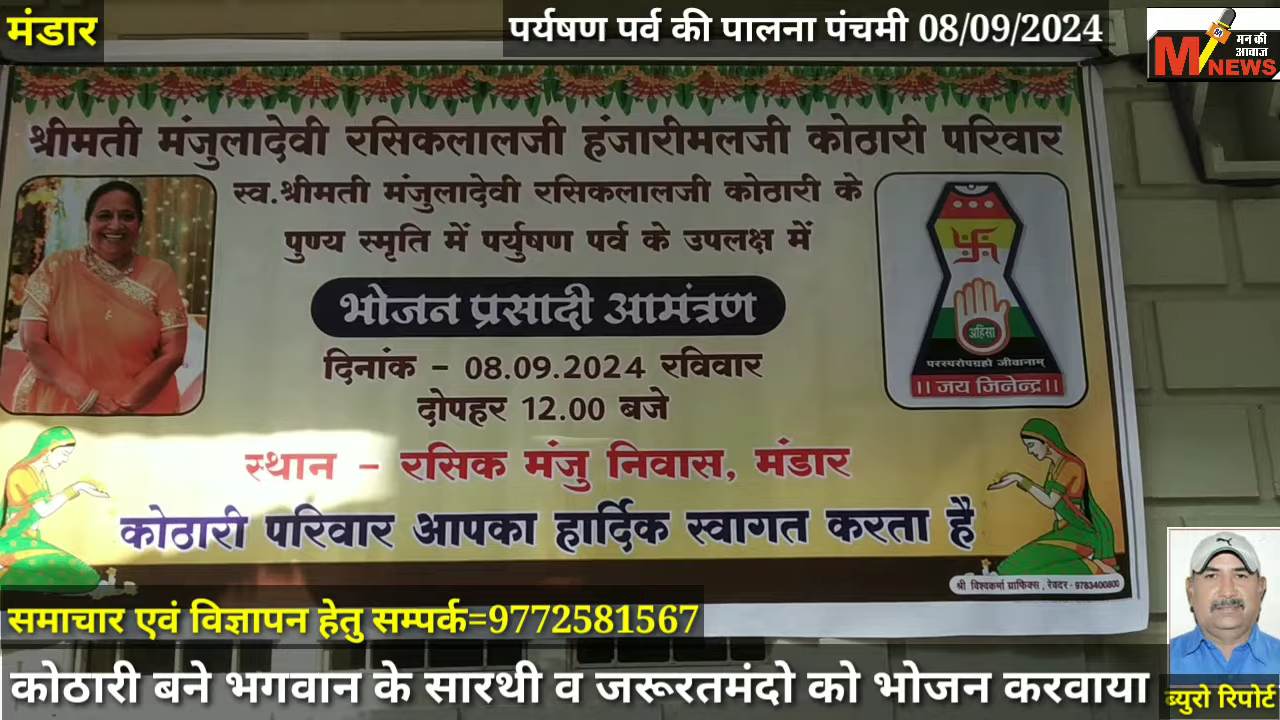 मंडार
पर्यषण पर्व की पालना पंचमी 08/09/2024
मन की
आवाज
M NEWS
श्रीमती मंजुलादेवी रसिकलालजी हंजारीमलजी कोठारी परिवार
स्व.श्रीमती मंजुलादेवी रसिकलालजी कोठारी के
पुण्य स्मृति में पर्युषण पर्व के उपलक्ष में
भोजन प्रसादी आमंत्रण
दिनांक - 08.09.2024 रविवार
दोपहर 12.00 बजे
स्थान - रसिक मंजु निवास, मंडार
कोठारी परिवार आपका हार्दिक स्वागत करता है
अहिंसा
परस्परोपग्रहो जीवानाम्
।। जय जिनेन्द्र।।
श्री विश्वकर्मा ग्राफिक्स, रेवदर - 9783400800
समाचार एवं विज्ञापन हेतु सम्पर्क=9772581567
कोठारी बने भगवान के सारथी व जरूरतमंदो को भोजन करवाया
ब्युरो रिपोर्ट